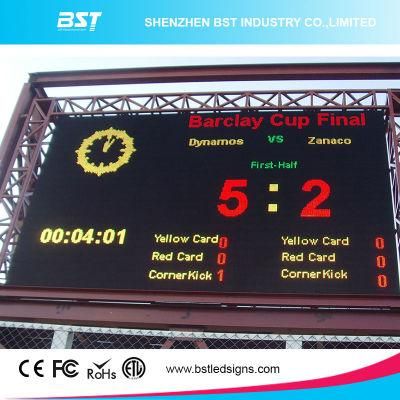 BST SHENZHEN BST INDUSTRY CO.,LIMITED
Barclay Cup Final
Dynamos VS Zanaco
First-Half
5 : 2
00:04:01
Yellow Card 0 Yellow Card 0
Red Card 0 Red Card 0
CornerKick 1 CornerKick 0
CE FC RoHS ETL www.bstledsigns.com